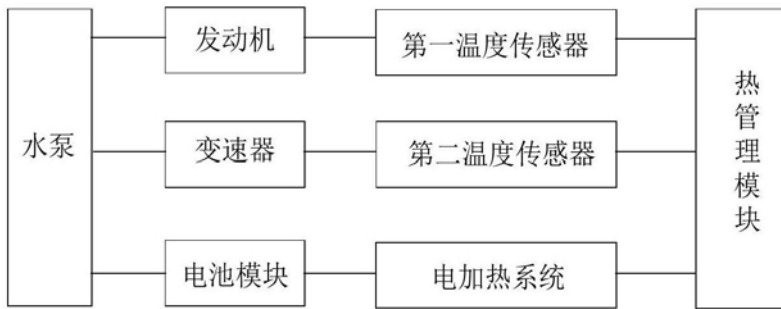 水泵
发动机
第一温度传感器
变速器
第二温度传感器
电池模块
电加热系统
热管理模块